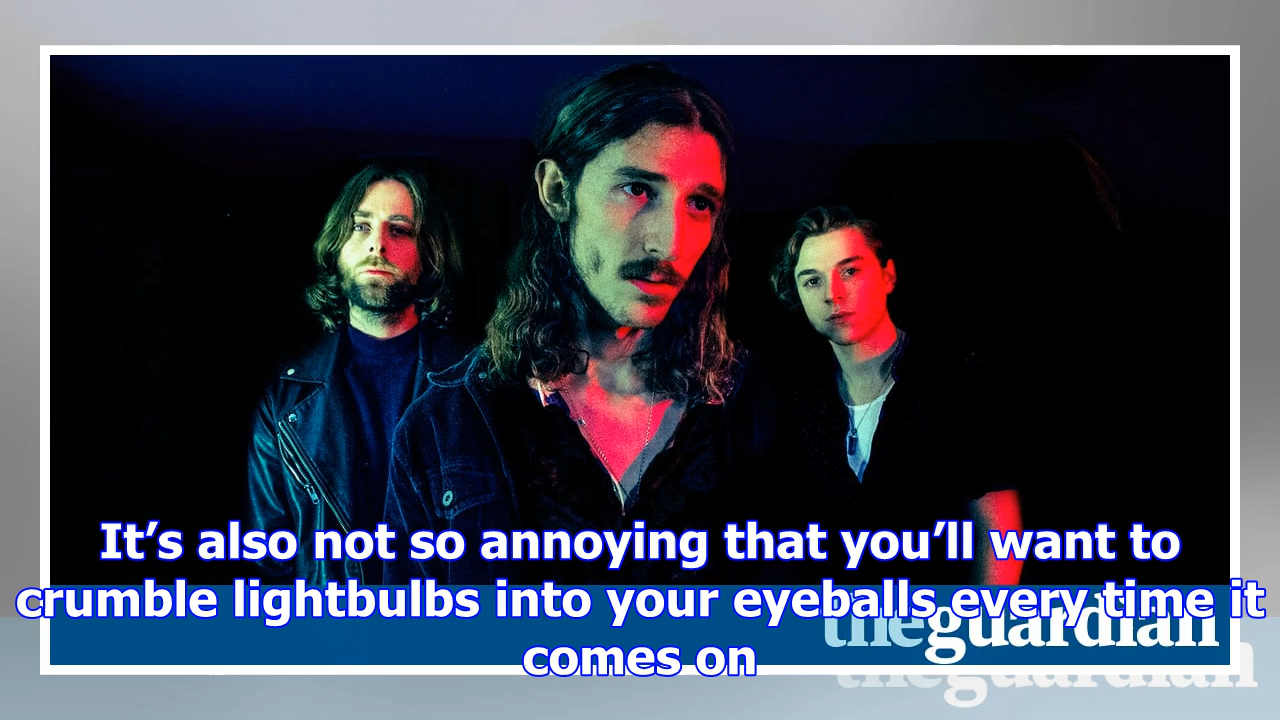 It’s also not so annoying that you’ll want to
crumble lightbulbs into your eyeballs every time it
comes on
theguardian
theguardian